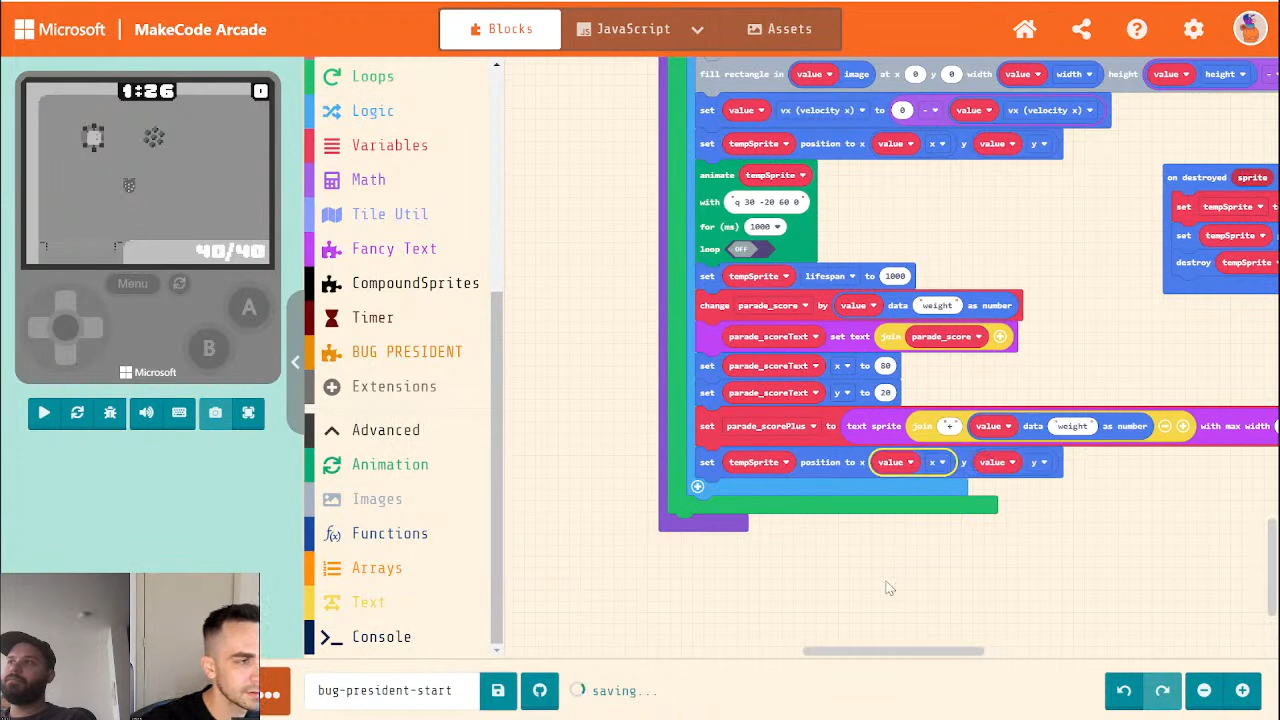 Microsoft MakeCode Arcade Blocks JavaScript Assets
1:26 0
40/40
Menu
A
B
Microsoft
Loops
Logic
Variables
Math
Tile Util
Fancy Text
CompoundSprites
Timer
BUG PRESIDENT
Extensions
Advanced
Animation
Images
Functions
Arrays
Text
Console
fill rectangle in value image at x 0 y 0 width value width height value height -
set value vx (velocity x) to 0 - value vx (velocity x)
set tempSprite position to x value x y value y
animate tempSprite
with "q 30 -20 60 0"
for (ms) 1000
loop OFF
set tempSprite lifespan to 1000
change parade_score by value data "weight" as number
parade_scoreText set text join parade_score
set parade_scoreText x to 80
set parade_scoreText y to 20
set parade_scorePlus to text sprite join "+" value data "weight" as number with max width
set tempSprite position to x value x y value y
on destroyed sprite
set tempSprite t
set tempSprite
destroy tempSprite
bug-president-start saving...